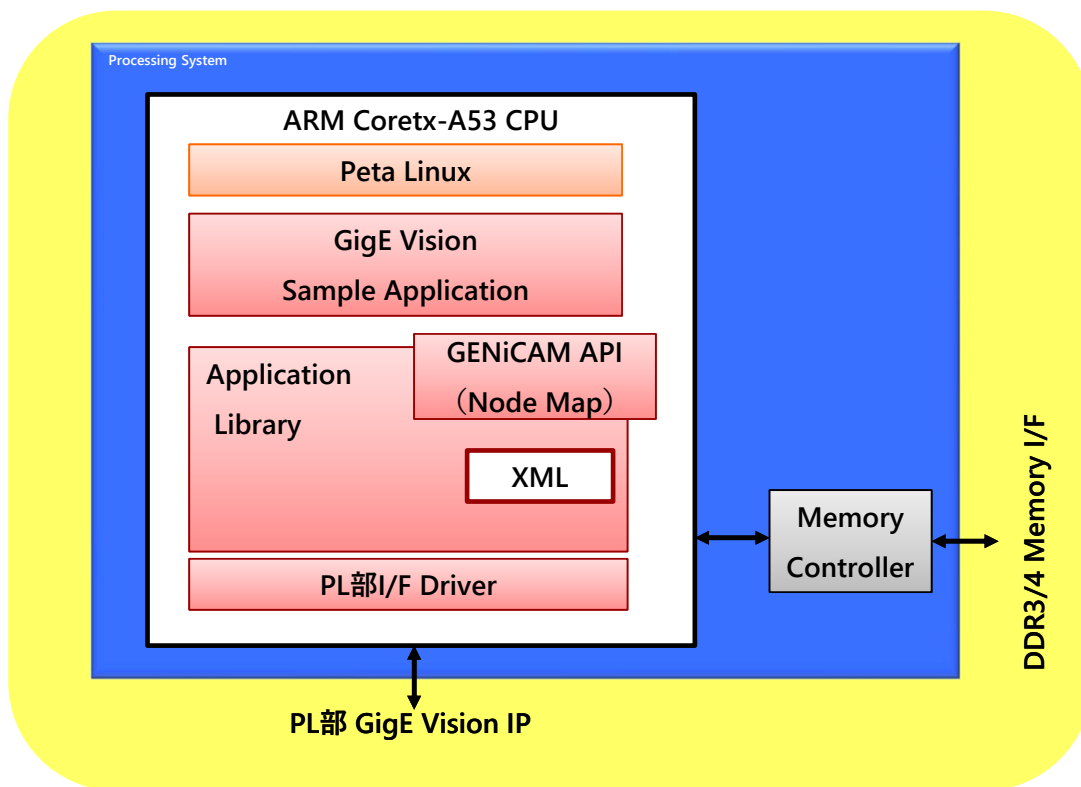 Processing System
ARM Coretx-A53 CPU
Peta Linux
GigE Vision
Sample Application
GENiCAM API
（Node Map）
Application
Library
XML
PL部I/F Driver
Memory
Controller
DDR3/4 Memory I/F
PL部 GigE Vision IP